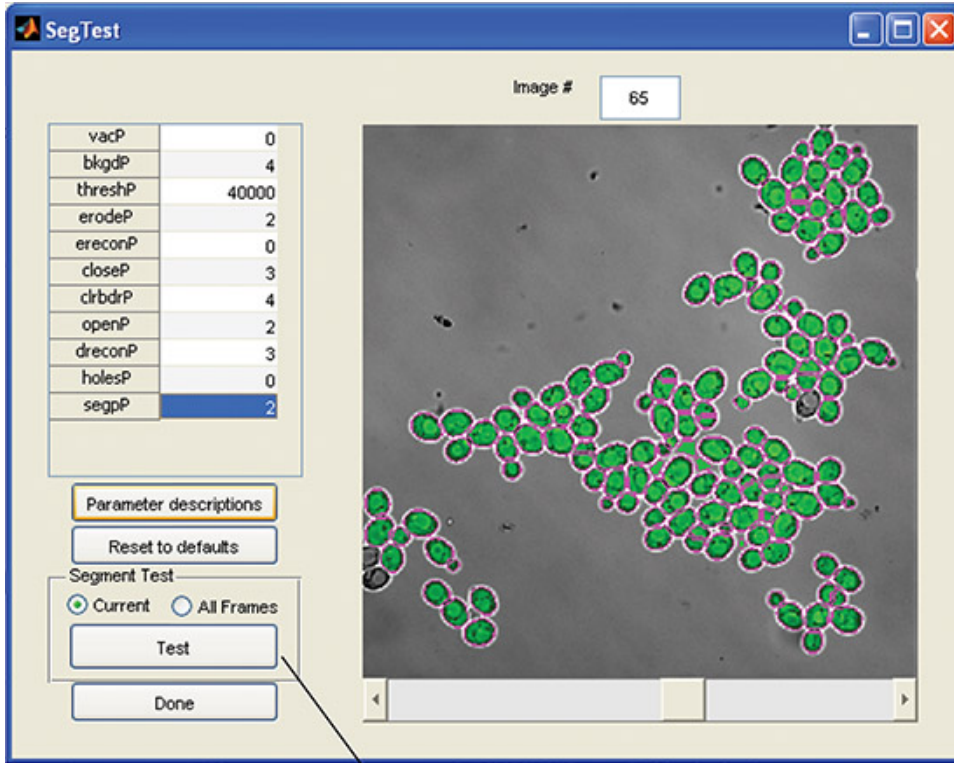 SegTest
Image # 65
vacP 0
bkgdP 4
threshP 40000
erodeP 2
ereconP 0
closeP 3
clrbdrP 4
openP 2
dreconP 3
holesP 0
segpP 2
Parameter descriptions
Reset to defaults
Segment Test
Current All Frames
Test
Done